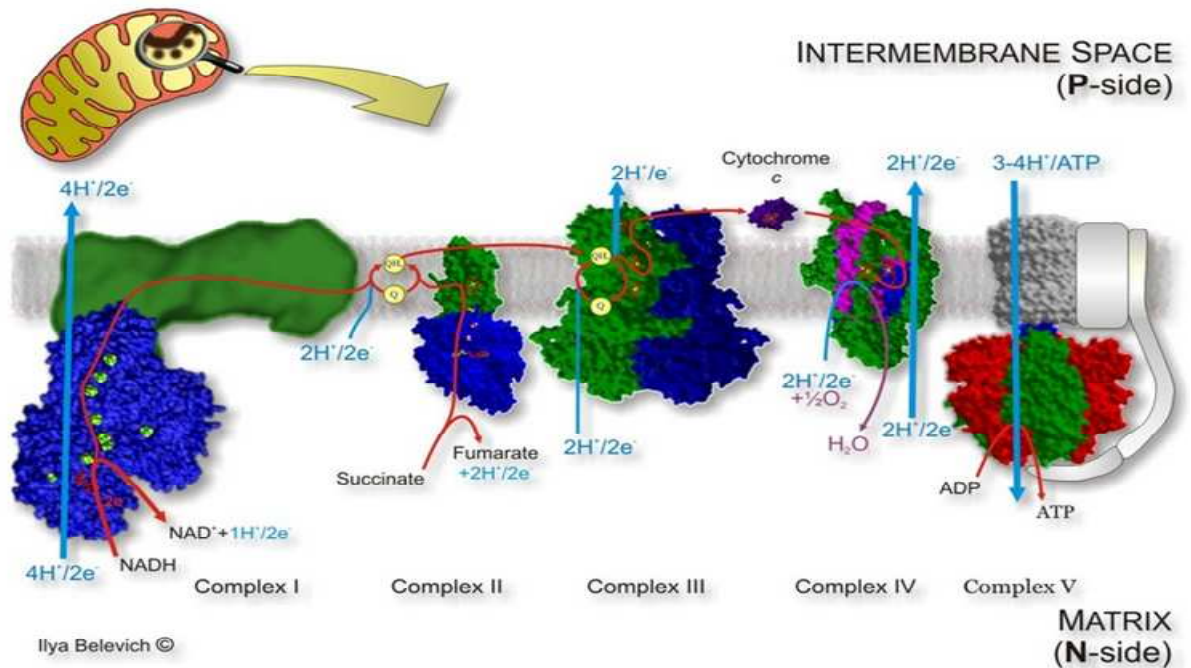 INTERMEMBRANE SPACE
(P-side)
Cytochrome
c
4H⁺/2e⁻
2H⁺/e⁻
2H⁺/2e⁻
3-4H⁺/ATP
QH₂
Q
QH₂
Q
2H⁺/2e⁻
2H⁺/2e⁻
+½O₂
H₂O
2H⁺/2e⁻
2H⁺/2e⁻
Succinate
Fumarate
+2H⁺/2e⁻
ADP
ATP
NAD⁺+1H⁺/2e⁻
NADH
4H⁺/2e⁻
Complex I
Complex II
Complex III
Complex IV
Complex V
MATRIX
(N-side)
Ilya Belevich ©